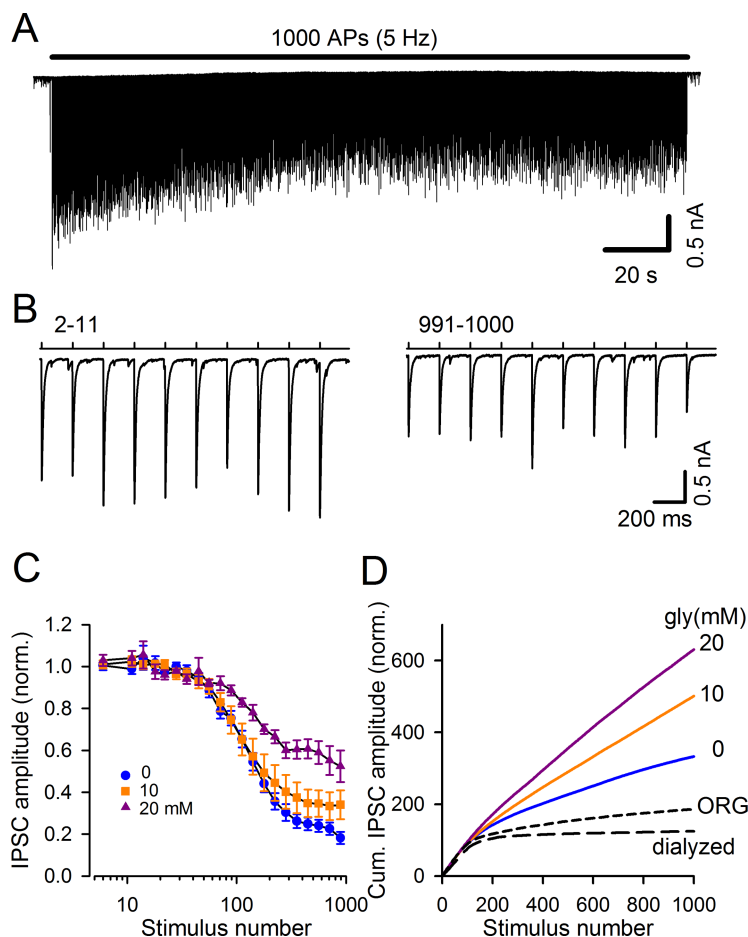 A
1000 APs (5 Hz)
0.5 nA
20 s
B
2-11
991-1000
0.5 nA
200 ms
C
IPSC amplitude (norm.)
1.2
1.0
0.8
0.6
0.4
0.2
0.0
0
10
20 mM
10
100
1000
Stimulus number
D
Cum. IPSC amplitude (norm.)
600
400
200
0
gly(mM)
20
10
0
ORG
dialyzed
0
200
400
600
800
1000
Stimulus number